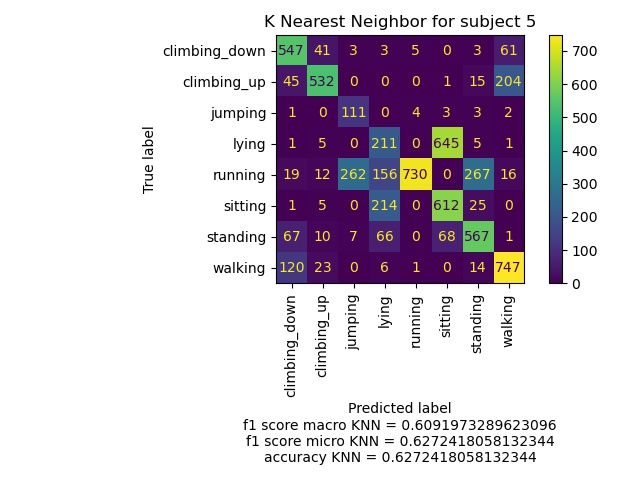 K Nearest Neighbor for subject 5
climbing_down 547 41 3 3 5 0 3 61
climbing_up 45 532 0 0 0 1 15 204
jumping 1 0 111 0 4 3 3 2
lying 1 5 0 211 0 645 5 1
running 19 12 262 156 730 0 267 16
sitting 1 5 0 214 0 612 25 0
standing 67 10 7 66 0 68 567 1
walking 120 23 0 6 1 0 14 747
True label
climbing_down climbing_up jumping lying running sitting standing walking
700
600
500
400
300
200
100
0
Predicted label
f1 score macro KNN = 0.6091973289623096
f1 score micro KNN = 0.6272418058132344
accuracy KNN = 0.6272418058132344